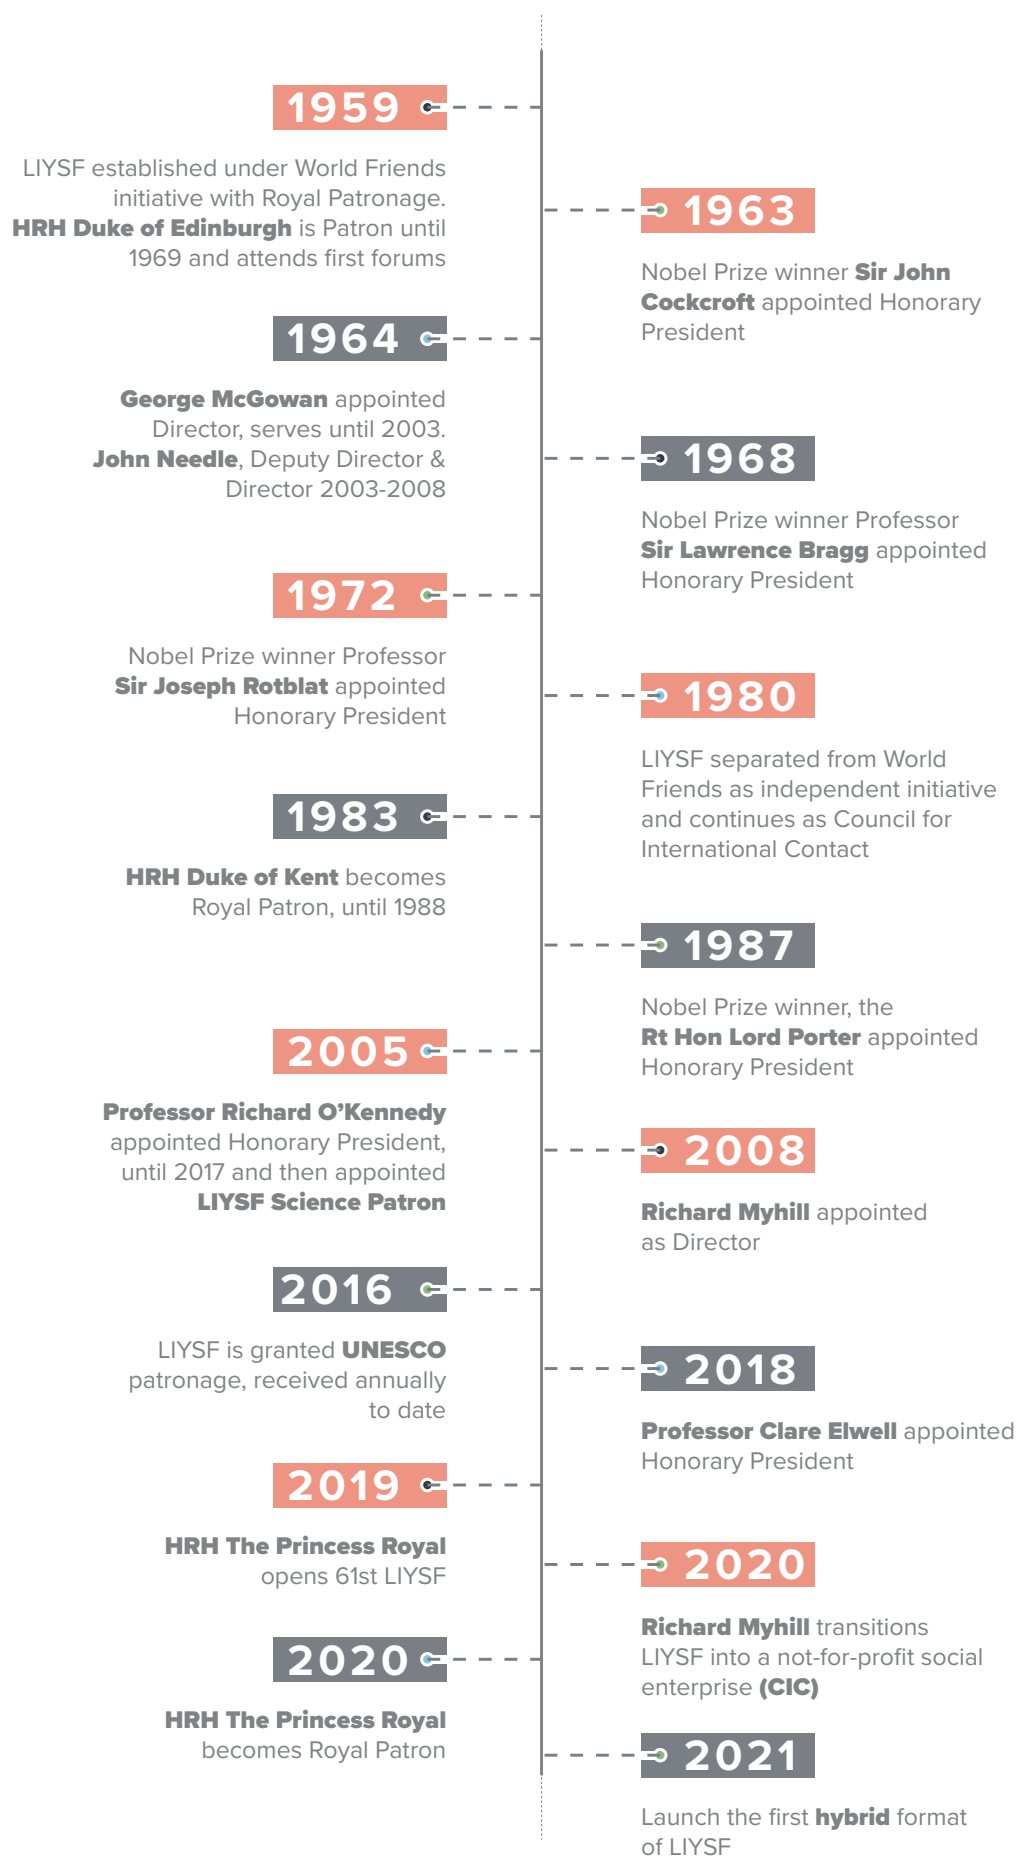 1959
LIYSF established under World Friends
initiative with Royal Patronage.
HRH Duke of Edinburgh is Patron until
1969 and attends first forums
1963
Nobel Prize winner Sir John
Cockcroft appointed Honorary
President
1964
George McGowan appointed
Director, serves until 2003.
John Needle, Deputy Director &
Director 2003-2008
1968
Nobel Prize winner Professor
Sir Lawrence Bragg appointed
Honorary President
1972
Nobel Prize winner Professor
Sir Joseph Rotblat appointed
Honorary President
1980
LIYSF separated from World
Friends as independent initiative
and continues as Council for
International Contact
1983
HRH Duke of Kent becomes
Royal Patron, until 1988
1987
Nobel Prize winner, the
Rt Hon Lord Porter appointed
Honorary President
2005
Professor Richard O’Kennedy
appointed Honorary President,
until 2017 and then appointed
LIYSF Science Patron
2008
Richard Myhill appointed
as Director
2016
LIYSF is granted UNESCO
patronage, received annually
to date
2018
Professor Clare Elwell appointed
Honorary President
2019
HRH The Princess Royal
opens 61st LIYSF
2020
Richard Myhill transitions
LIYSF into a not-for-profit social
enterprise (CIC)
2020
HRH The Princess Royal
becomes Royal Patron
2021
Launch the first hybrid format
of LIYSF